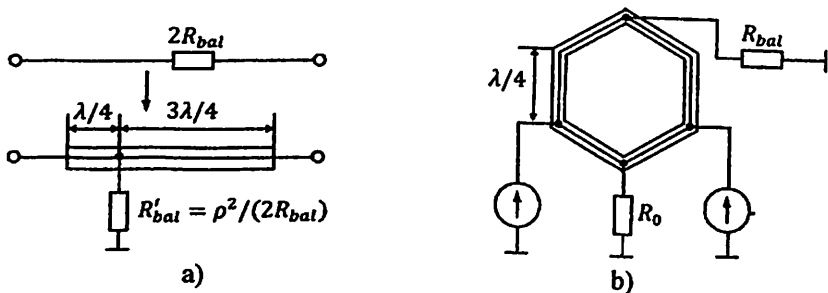 2R_bal
λ/4
3λ/4
R'_bal = ρ²/(2R_bal)
a)
λ/4
R_bal
R_0
b)